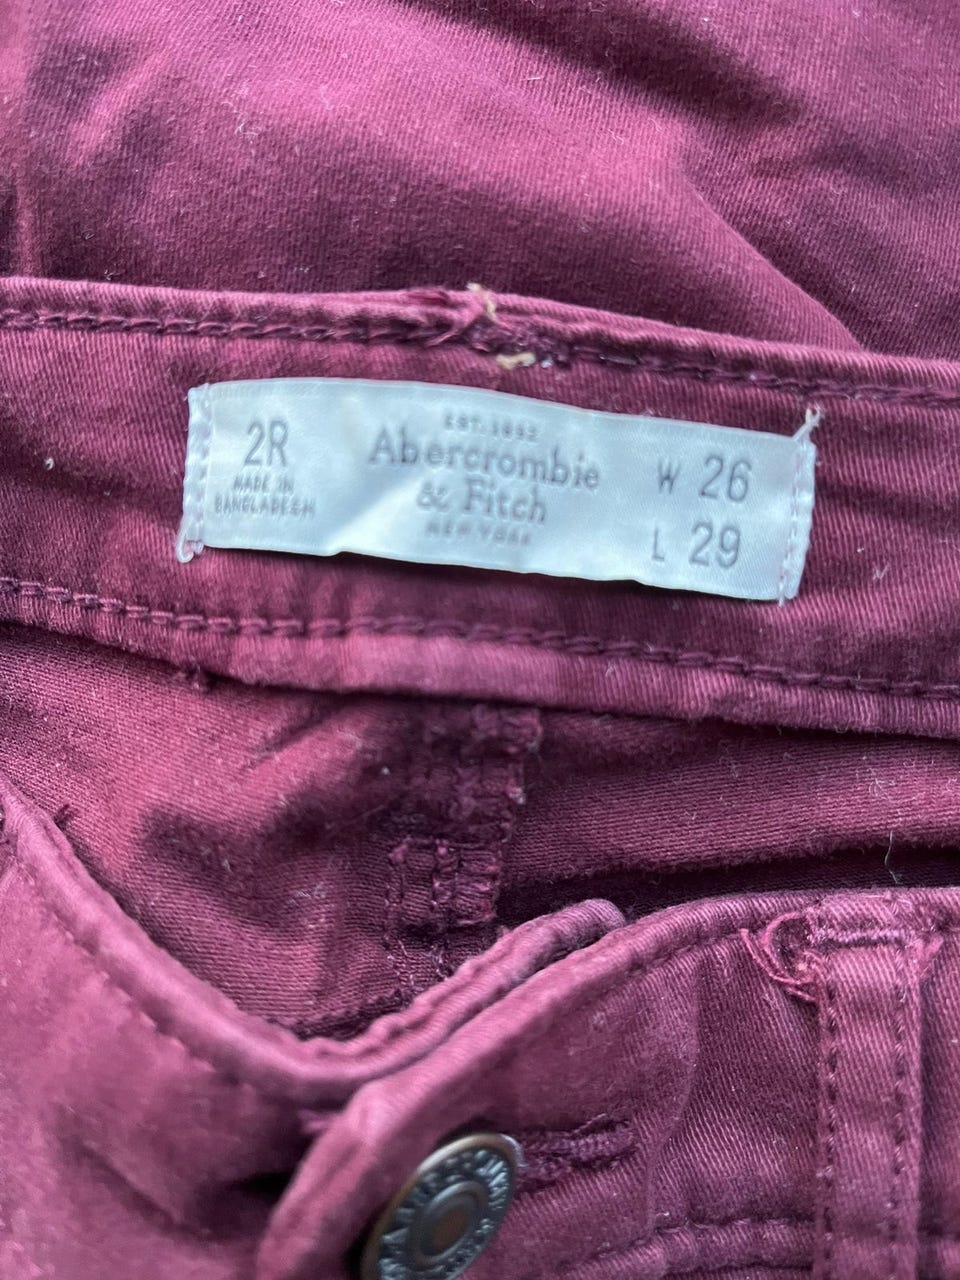 2R
MADE IN
BANGLADESH
EST. 1892
Abercrombie
& Fitch
NEW YORK
W 26
L 29